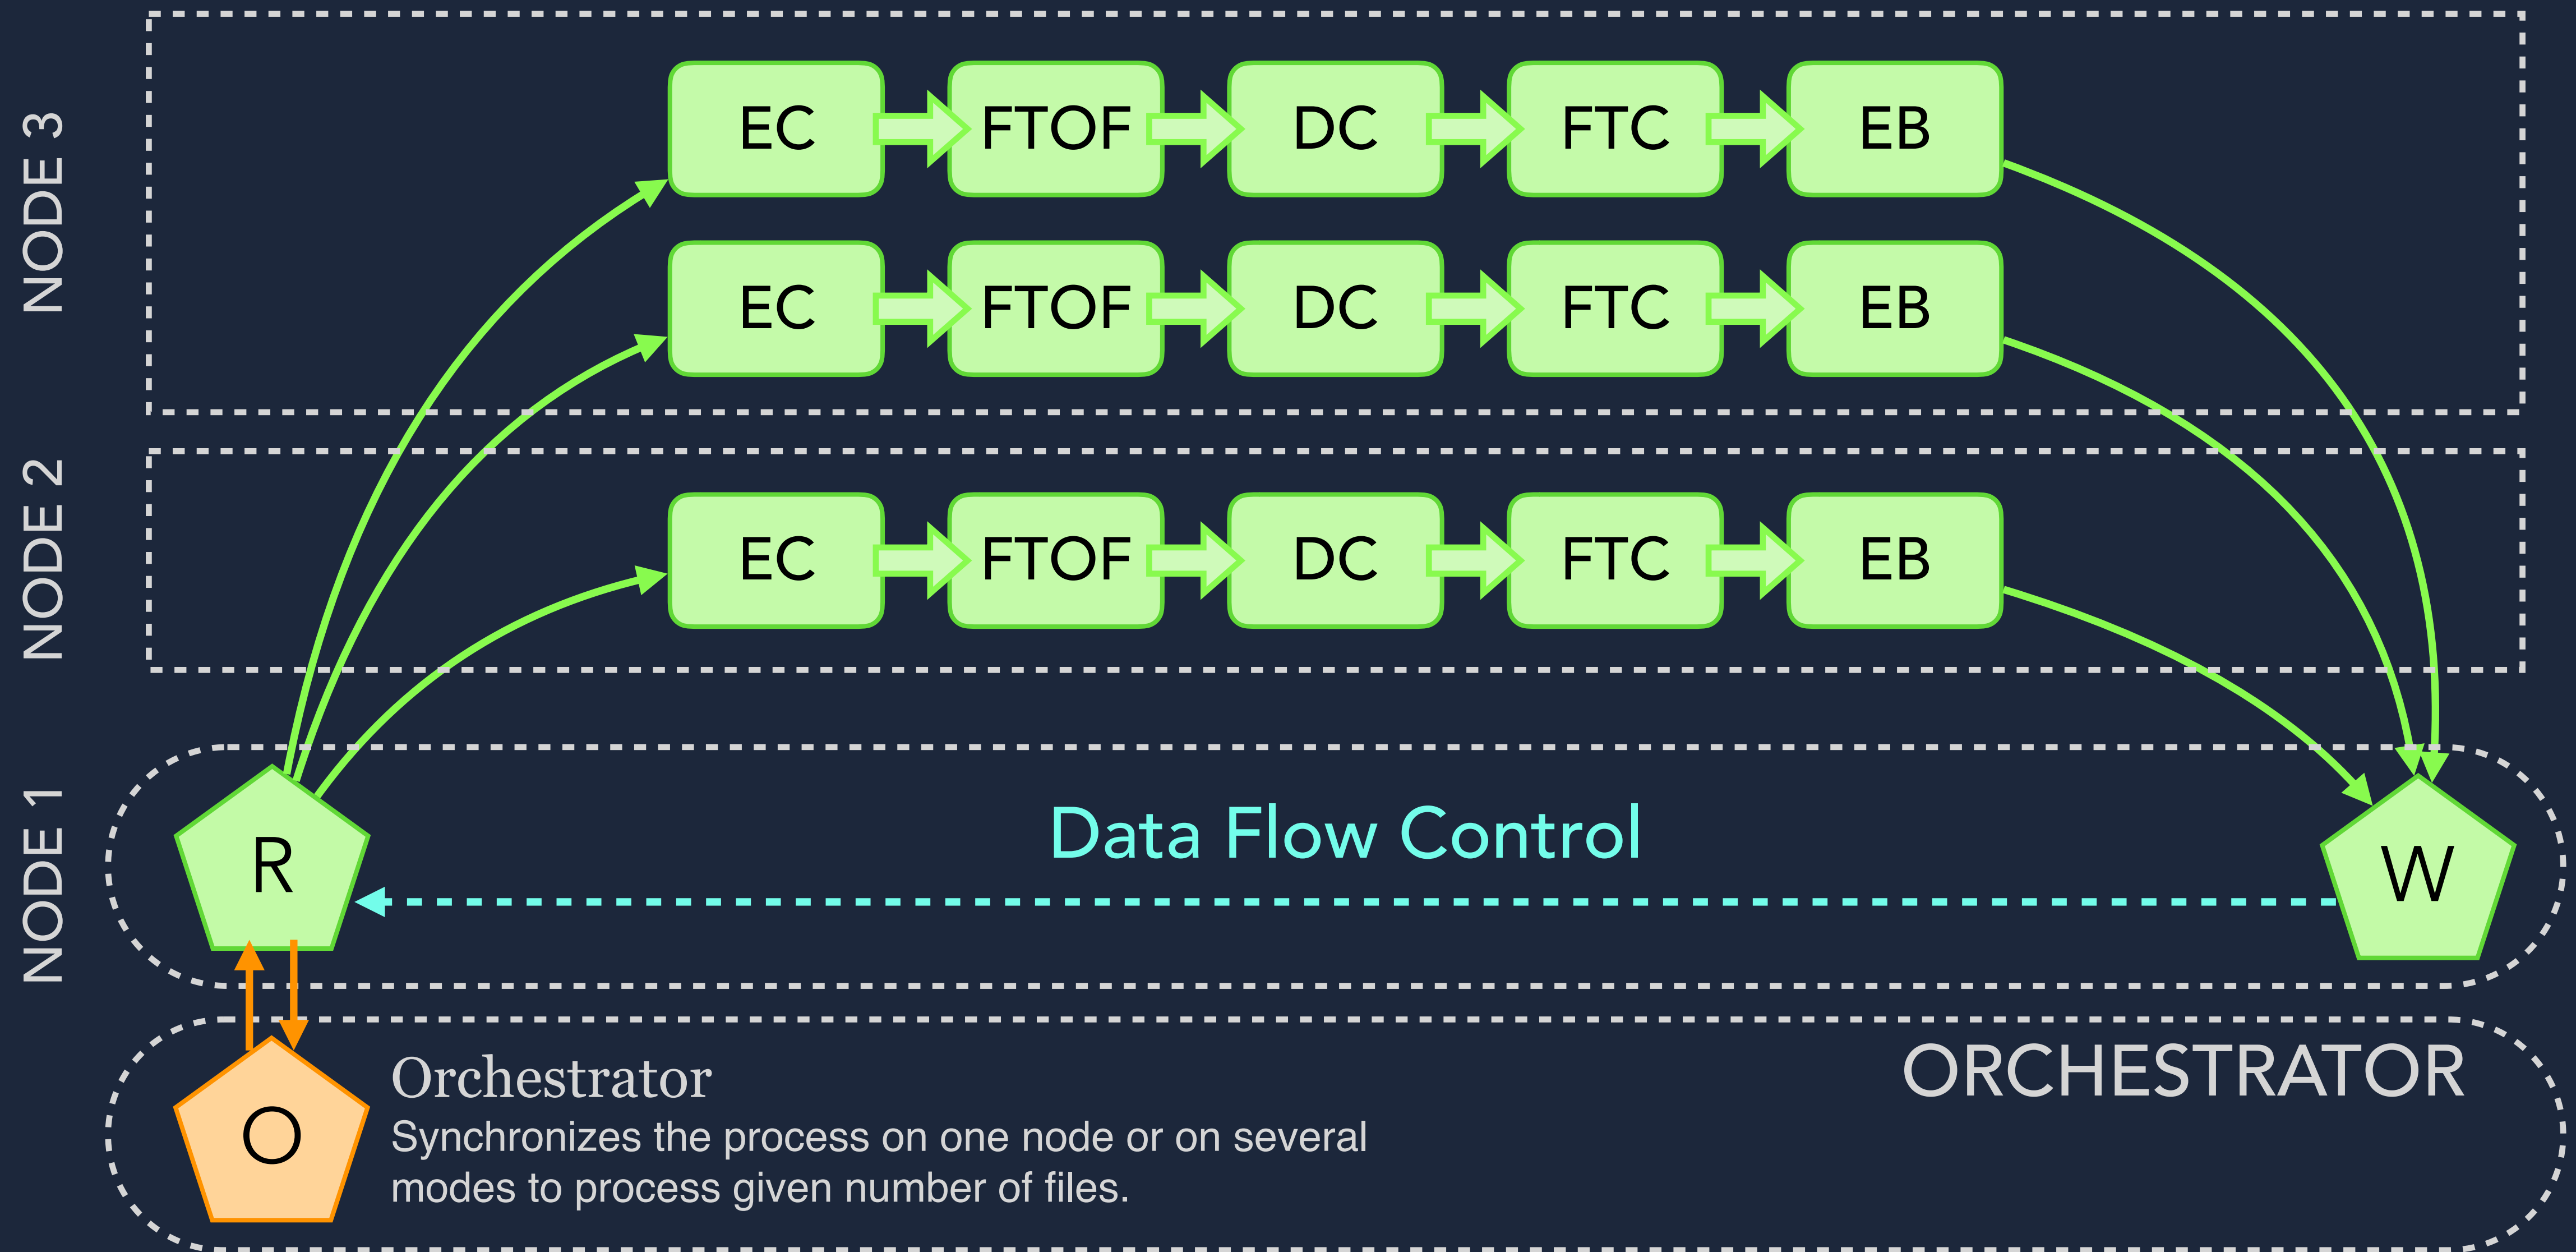 NODE 3
EC FTOF DC FTC EB
EC FTOF DC FTC EB
NODE 2
EC FTOF DC FTC EB
NODE 1
R
Data Flow Control
W
ORCHESTRATOR
O
Orchestrator
Synchronizes the process on one node or on several
modes to process given number of files.